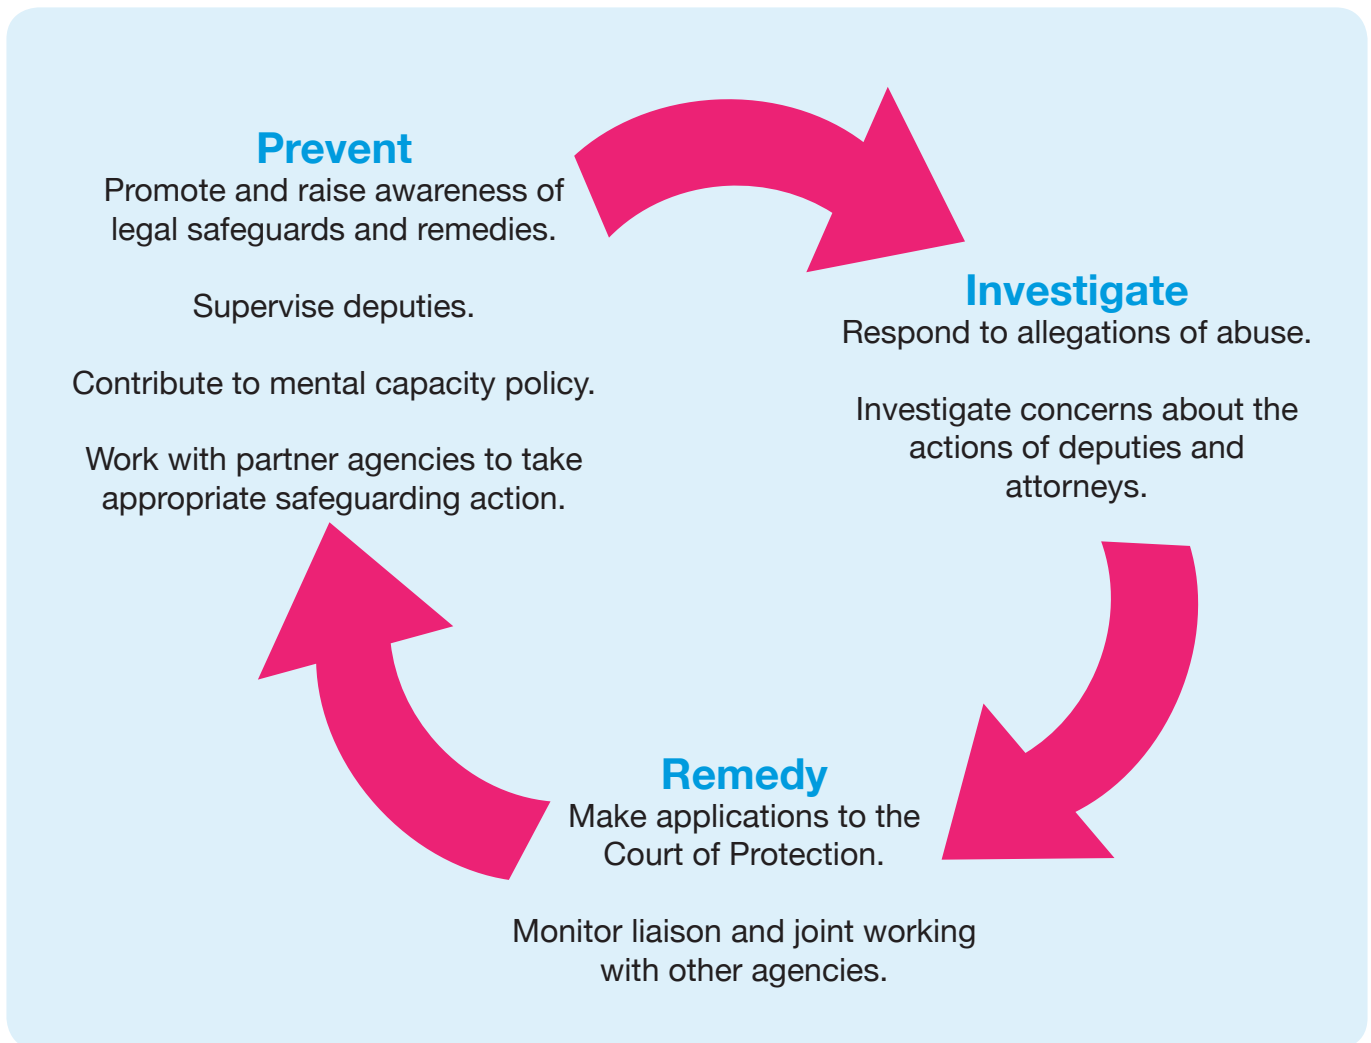 Prevent
Promote and raise awareness of
legal safeguards and remedies.
Supervise deputies.
Contribute to mental capacity policy.
Work with partner agencies to take
appropriate safeguarding action.
Investigate
Respond to allegations of abuse.
Investigate concerns about the
actions of deputies and
attorneys.
Remedy
Make applications to the
Court of Protection.
Monitor liaison and joint working
with other agencies.